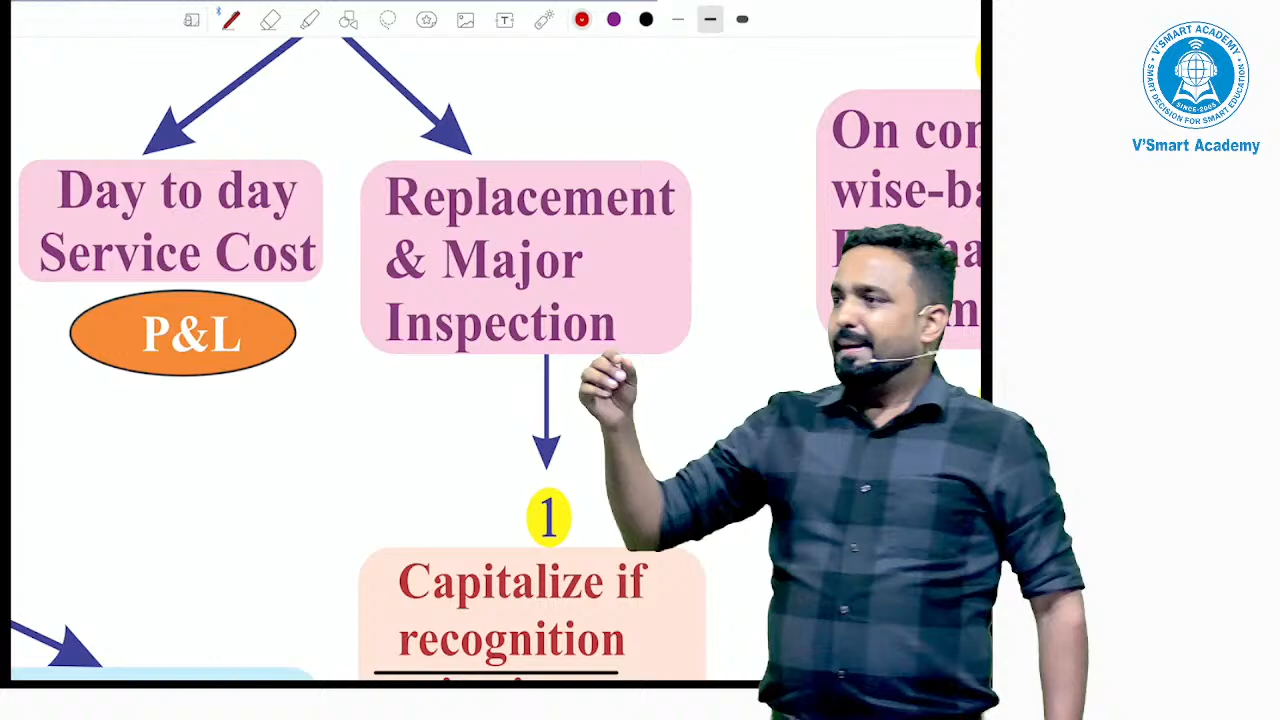 Day to day
Service Cost
P&L
Replacement
& Major
Inspection
1
Capitalize if
recognition
On con
wise-ba
V'SMART ACADEMY
SMART DECISION FOR SMART EDUCATION
SINCE-2005
V'Smart Academy